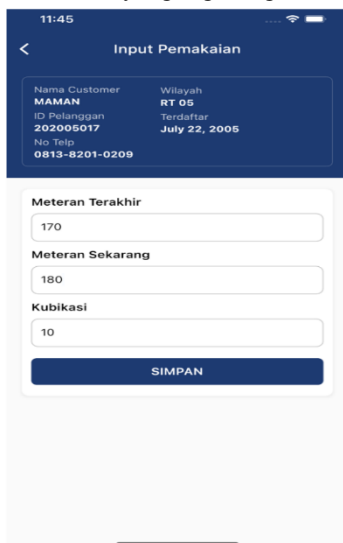 11:45
Input Pemakaian
Nama Customer Wilayah
MAMAN RT 05
ID Pelanggan Terdaftar
202005017 July 22, 2005
No Telp
0813-8201-0209
Meteran Terakhir
170
Meteran Sekarang
180
Kubikasi
10
SIMPAN